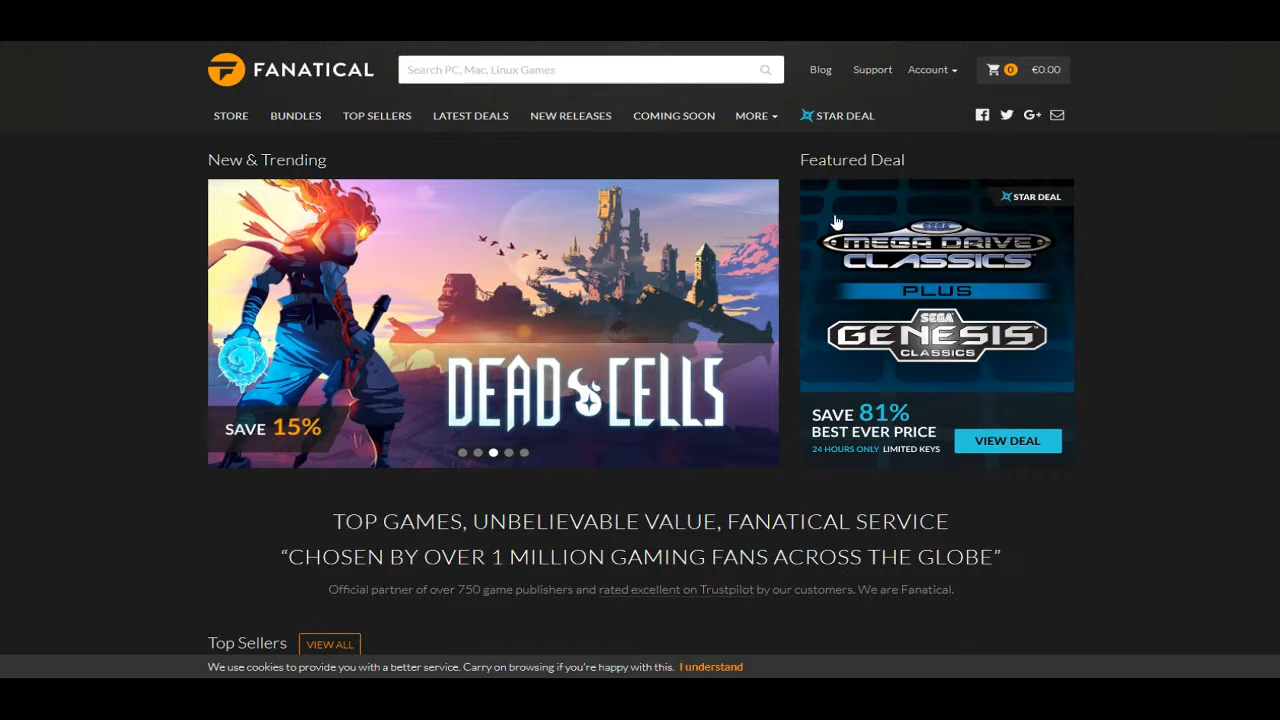 FANATICAL
Search PC, Mac, Linux Games
Blog
Support
Account
0
€0.00
STORE
BUNDLES
TOP SELLERS
LATEST DEALS
NEW RELEASES
COMING SOON
MORE
STAR DEAL
G+
New & Trending
DEAD CELLS
SAVE 15%
Featured Deal
STAR DEAL
SEGA
MEGA DRIVE
CLASSICS
PLUS
SEGA
GENESIS
CLASSICS
SAVE 81%
BEST EVER PRICE
24 HOURS ONLY LIMITED KEYS
VIEW DEAL
TOP GAMES, UNBELIEVABLE VALUE, FANATICAL SERVICE
“CHOSEN BY OVER 1 MILLION GAMING FANS ACROSS THE GLOBE”
Official partner of over 750 game publishers and rated excellent on Trustpilot by our customers. We are Fanatical.
Top Sellers
VIEW ALL
We use cookies to provide you with a better service. Carry on browsing if you're happy with this. I understand